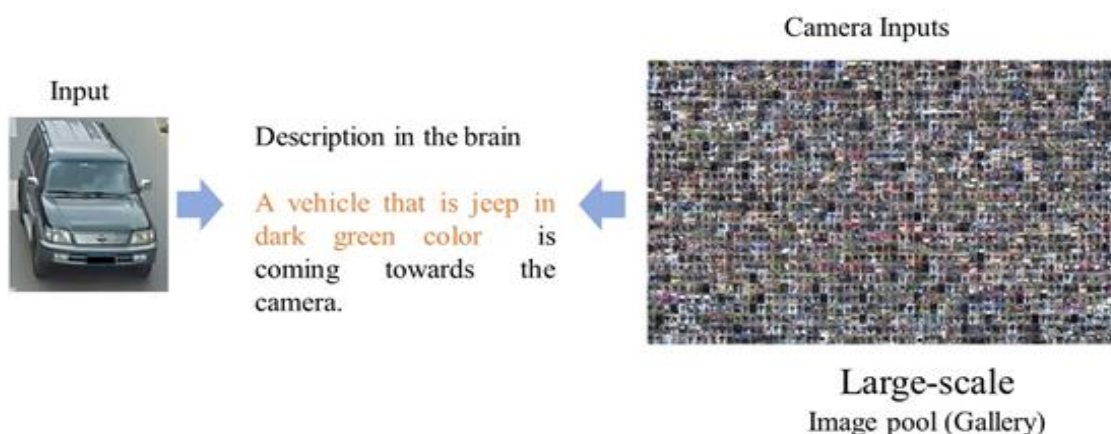 Input
Description in the brain
A vehicle that is jeep in
dark green color is
coming towards the
camera.
Camera Inputs
Large-scale
Image pool (Gallery)